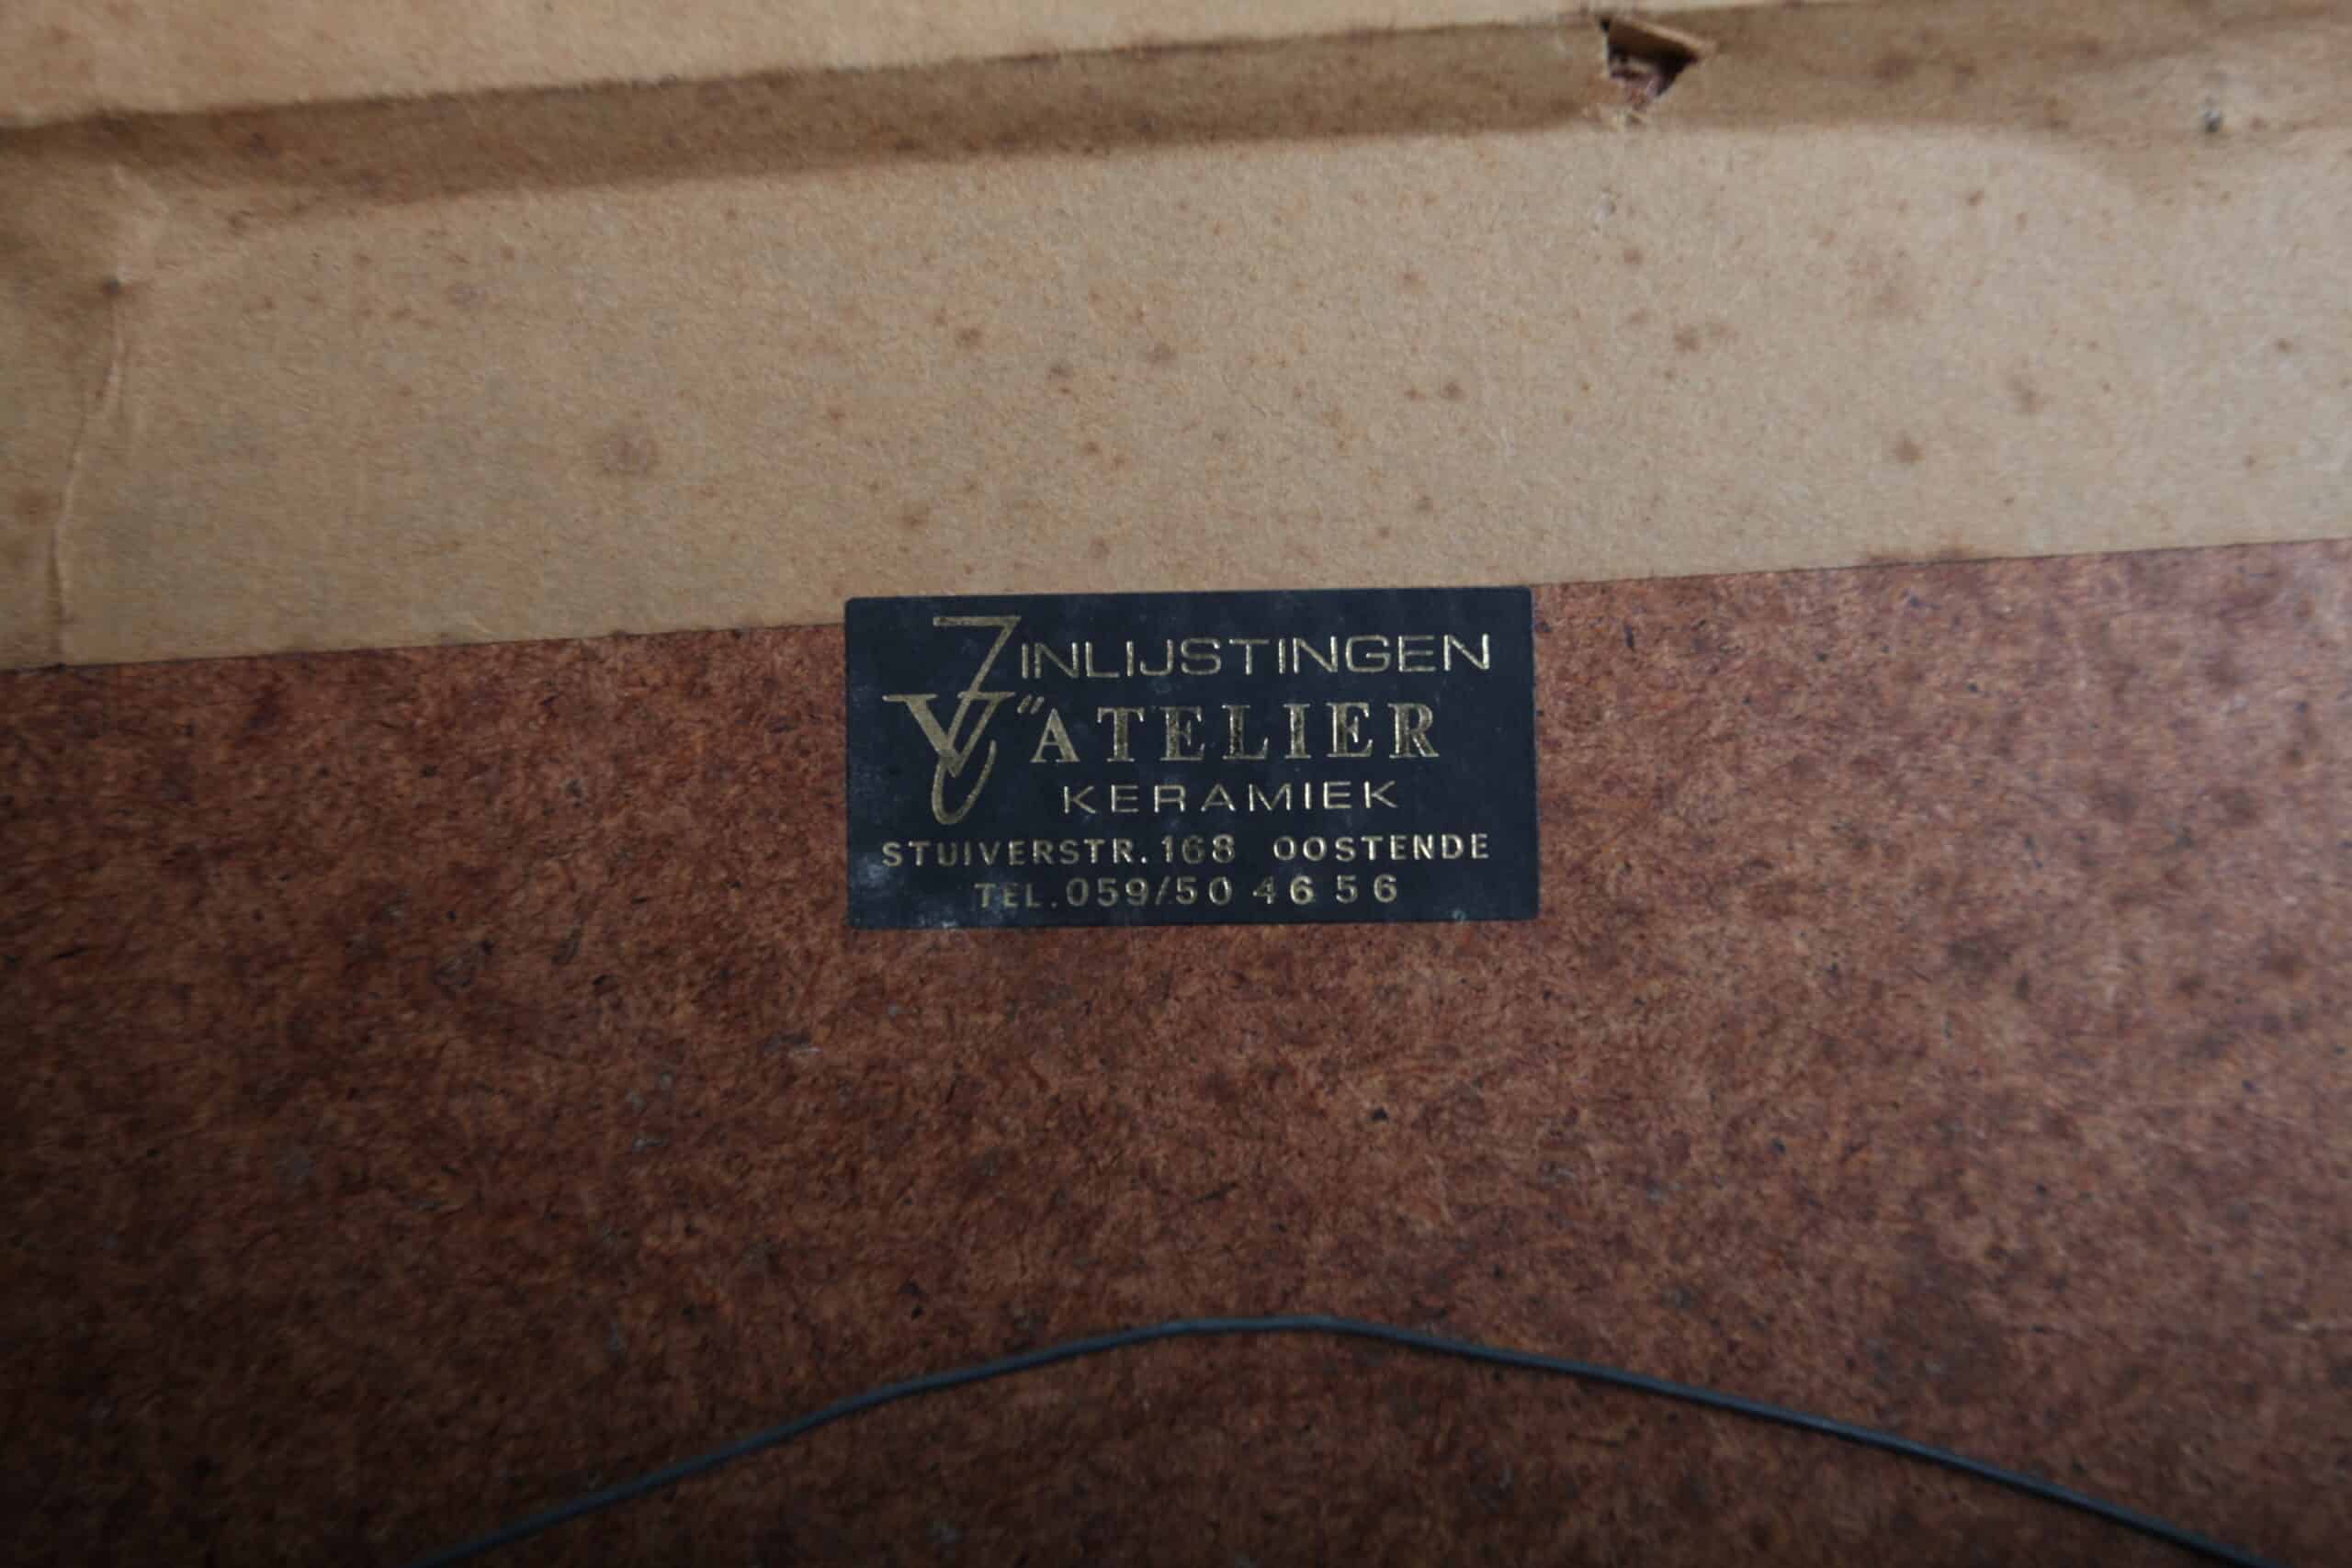 INLIJSTINGEN
"ATELIER
KERAMIEK
STUIVERSTR. 168 OOSTENDE
TEL. 059/50 46 56